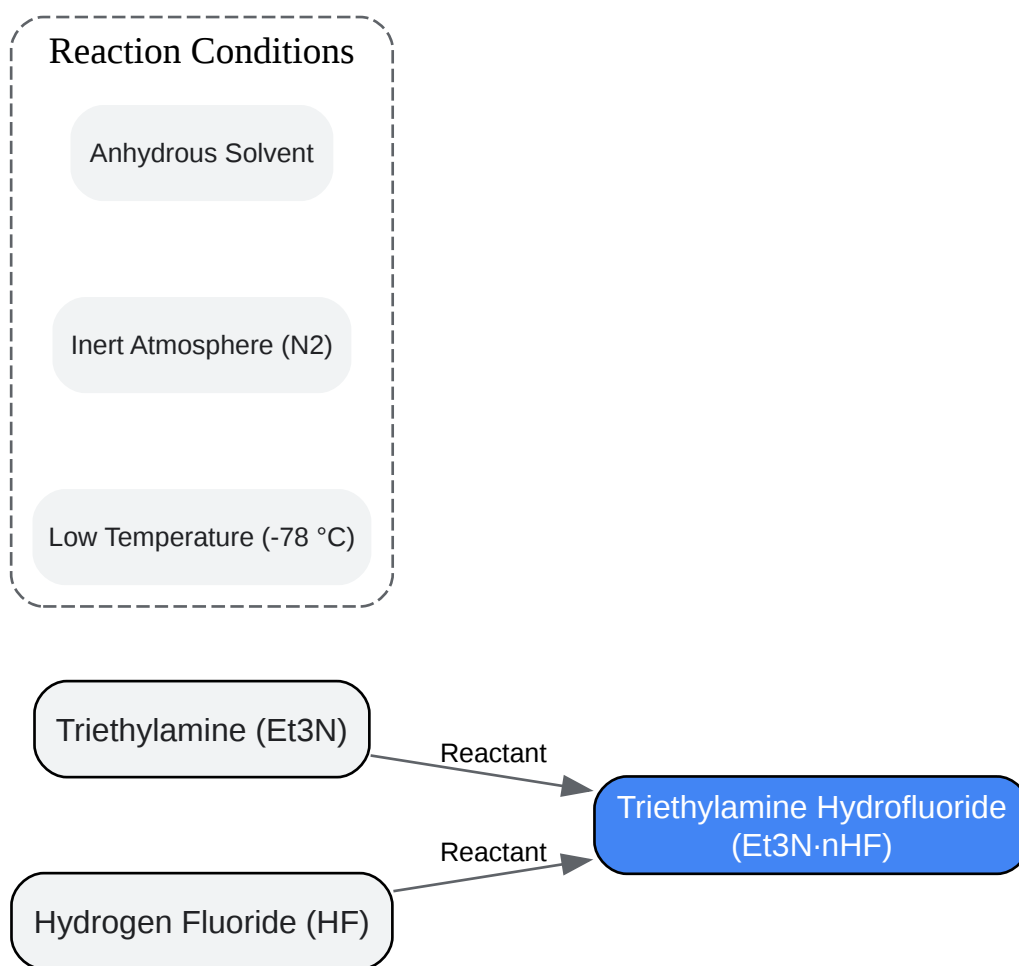 Reaction Conditions
Anhydrous Solvent
Inert Atmosphere (N2)
Low Temperature (-78 °C)
Triethylamine (Et3N)
Reactant
Triethylamine Hydrofluoride
(Et3N·nHF)
Reactant
Hydrogen Fluoride (HF)